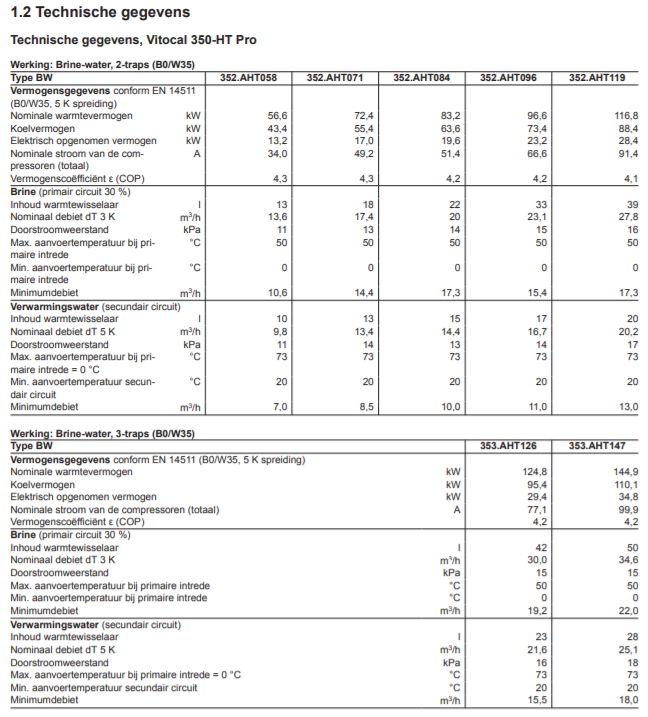 1.2 Technische gegevens
Technische gegevens, Vitocal 350-HT Pro
Werking: Brine-water, 2-traps (B0/W35)
Type BW 352.AHT058 352.AHT071 352.AHT084 352.AHT096 352.AHT119
Vermogensgegevens conform EN 14511
(B0/W35, 5 K spreiding)
Nominale warmtevermogen kW 56,6 72,4 83,2 96,6 116,8
Koelvermogen kW 43,4 55,4 63,6 73,4 88,4
Elektrisch opgenomen vermogen kW 13,2 17,0 19,6 23,2 28,4
Nominale stroom van de com- A 34,0 49,2 51,4 66,6 91,4
pressoren (totaal)
Vermogenscoëfficiënt ε (COP) 4,3 4,3 4,2 4,2 4,1
Brine (primair circuit 30 %)
Inhoud warmtewisselaar l 13 18 22 33 39
Nominaal debiet dT 3 K m³/h 13,6 17,4 20 23,1 27,8
Doorstroomweerstand kPa 11 13 14 15 16
Max. aanvoertemperatuur bij pri- °C 50 50 50 50 50
maire intrede
Min. aanvoertemperatuur bij pri- °C 0 0 0 0 0
maire intrede
Minimumdebiet m³/h 10,6 14,4 17,3 15,4 17,3
Verwarmingswater (secundair circuit)
Inhoud warmtewisselaar l 10 13 15 17 20
Nominaal debiet dT 5 K m³/h 9,8 13,4 14,4 16,7 20,2
Doorstroomweerstand kPa 11 14 13 14 17
Max. aanvoertemperatuur bij pri- °C 73 73 73 73 73
maire intrede = 0 °C
Min. aanvoertemperatuur secun- °C 20 20 20 20 20
dair circuit
Minimumdebiet m³/h 7,0 8,5 10,0 11,0 13,0
Werking: Brine-water, 3-traps (B0/W35)
Type BW 353.AHT126 353.AHT147
Vermogensgegevens conform EN 14511 (B0/W35, 5 K spreiding)
Nominale warmtevermogen kW 124,8 144,9
Koelvermogen kW 95,4 110,1
Elektrisch opgenomen vermogen kW 29,4 34,8
Nominale stroom van de compressoren (totaal) A 77,1 99,9
Vermogenscoëfficiënt ε (COP) 4,2 4,2
Brine (primair circuit 30 %)
Inhoud warmtewisselaar l 42 50
Nominaal debiet dT 3 K m³/h 30,0 34,6
Doorstroomweerstand kPa 15 15
Max. aanvoertemperatuur bij primaire intrede °C 50 50
Min. aanvoertemperatuur bij primaire intrede °C 0 0
Minimumdebiet m³/h 19,2 22,0
Verwarmingswater (secundair circuit)
Inhoud warmtewisselaar l 23 28
Nominaal debiet dT 5 K m³/h 21,6 25,1
Doorstroomweerstand kPa 16 18
Max. aanvoertemperatuur bij primaire intrede = 0 °C °C 73 73
Min. aanvoertemperatuur secundair circuit °C 20 20
Minimumdebiet m³/h 15,5 18,0